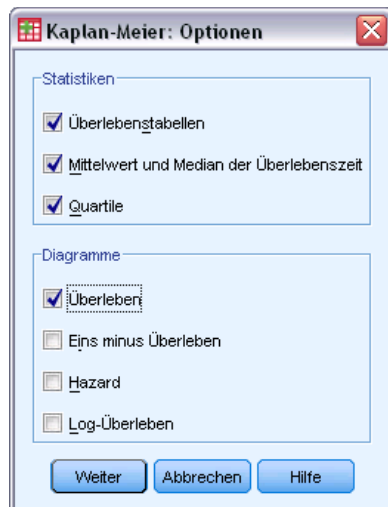 Kaplan-Meier: Optionen
Statistiken
Überlebenstabellen
Mittelwert und Median der Überlebenszeit
Quartile
Diagramme
Überleben
Eins minus Überleben
Hazard
Log-Überleben
Weiter Abbrechen Hilfe